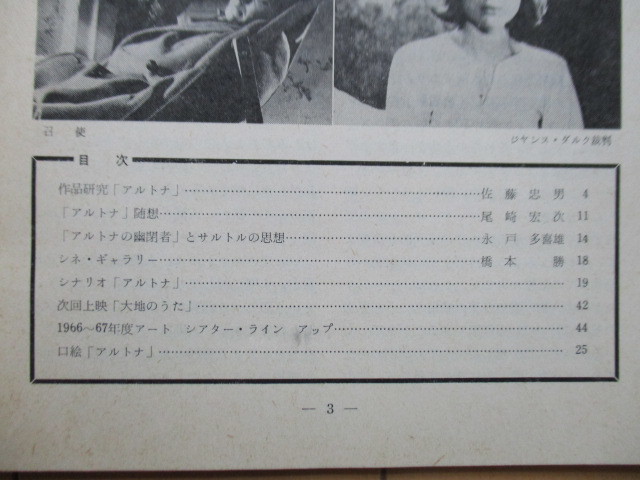 召使
ジヤンヌ・ダルク裁判
目次
作品研究「アルトナ」……佐藤忠男 4
「アルトナ」随想……尾崎宏次 11
「アルトナの幽閉者」とサルトルの思想……永戸多喜雄 14
シネ・ギャラリー……橋本勝 18
シナリオ「アルトナ」……19
次回上映「大地のうた」……42
1966～67年度アート シアター・ライン アップ……44
口絵「アルトナ」……25
— 3 —